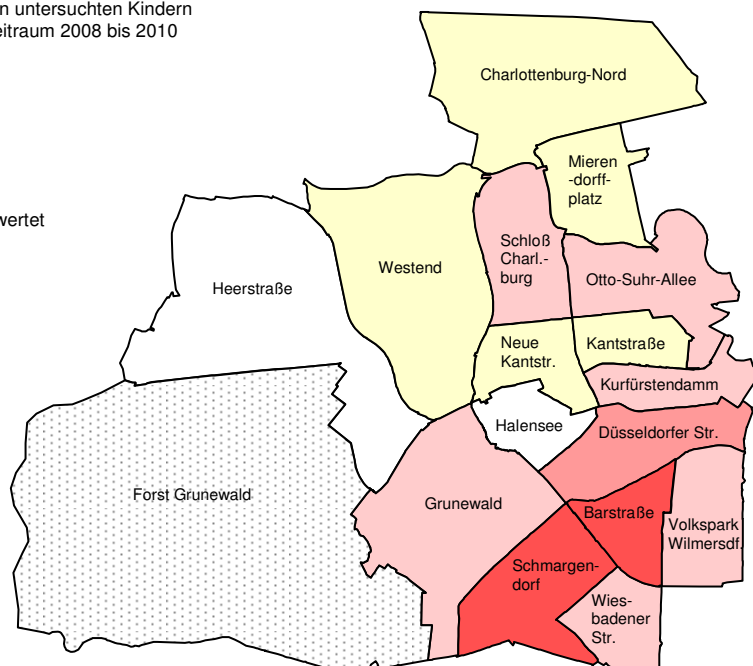 n untersuchten Kindern
eitraum 2008 bis 2010
wertet
Charlottenburg-Nord
Mieren
-dorff-
platz
Schloß
Charl.-
burg
Westend
Otto-Suhr-Allee
Heerstraße
Neue
Kantstr.
Kantstraße
Kurfürstendamm
Halensee
Düsseldorfer Str.
Forst Grunewald
Grunewald
Barstraße
Volkspark
Wilmersdf.
Schmargen-
dorf
Wies-
badener
Str.